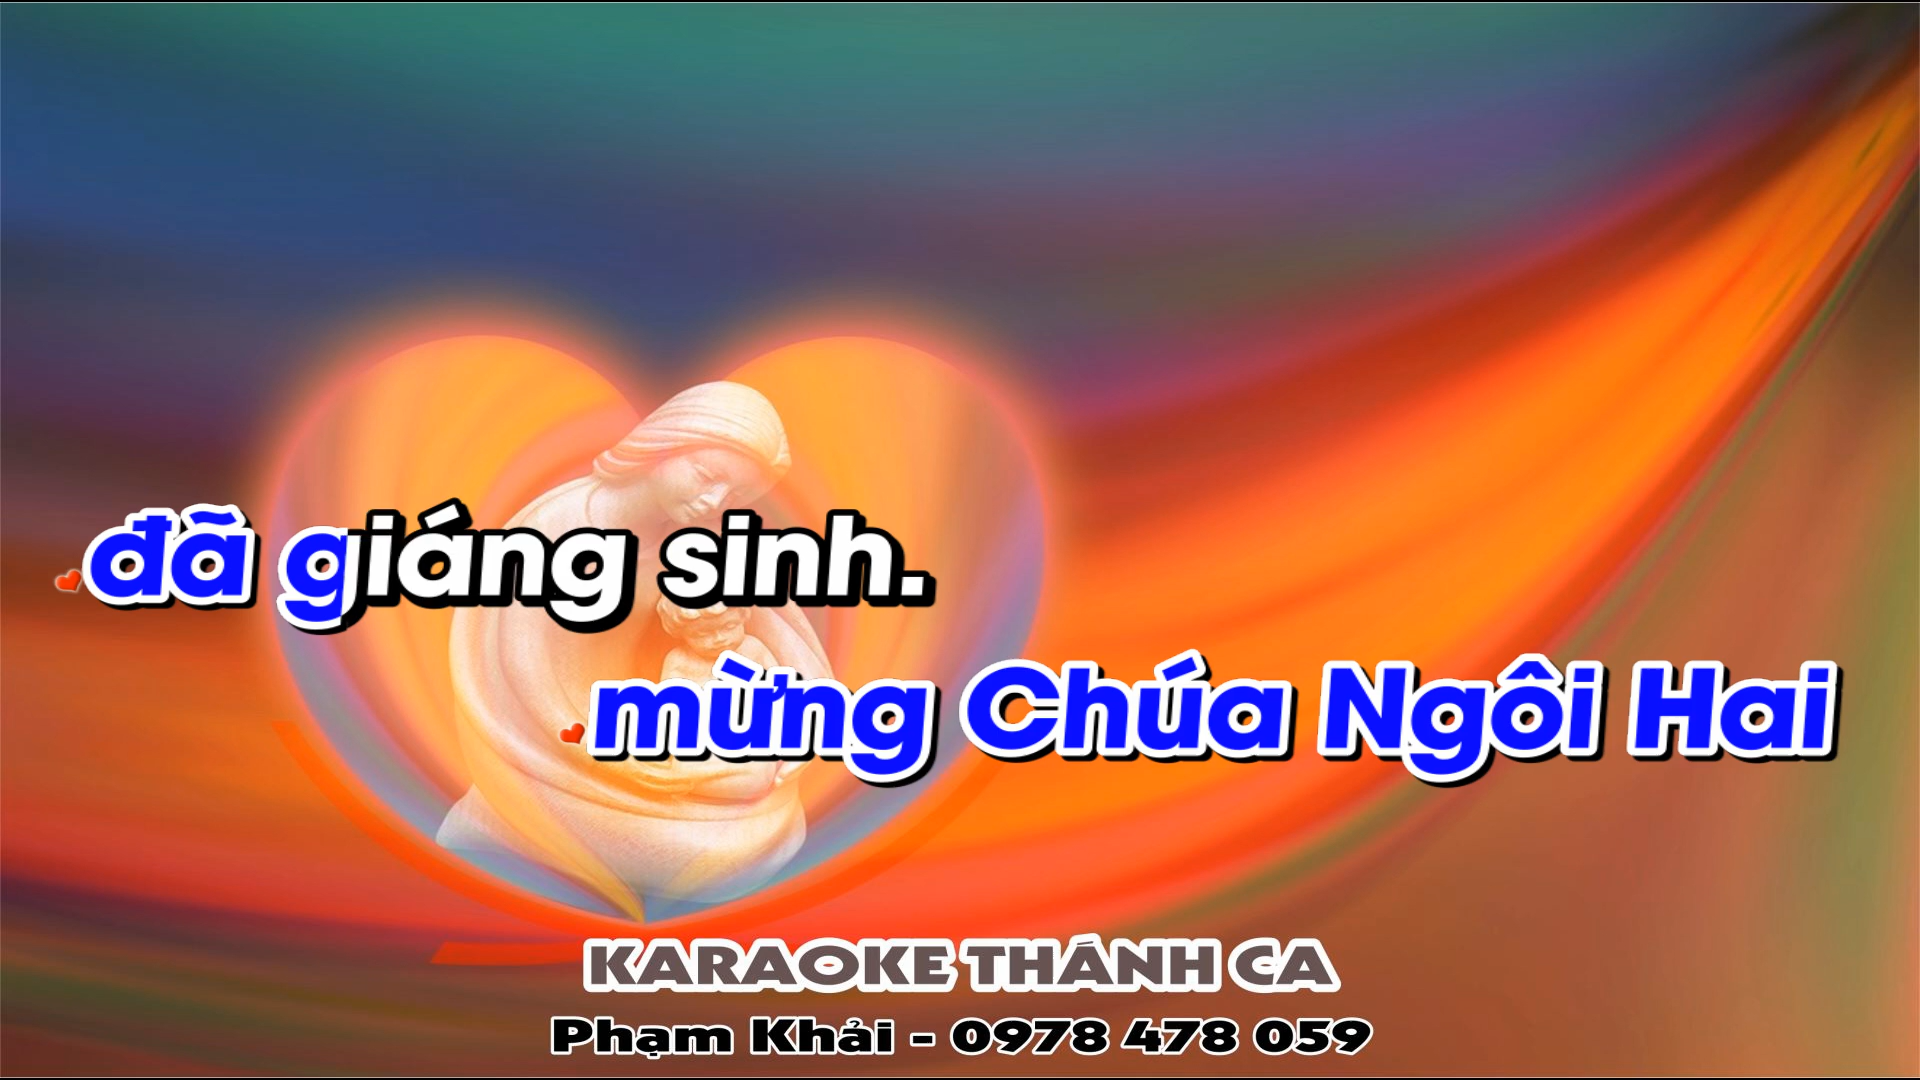 đã giáng sinh.
mừng Chúa Ngôi Hai
KARAOKE THÁNH CA
Phạm Khải - 0978 478 059